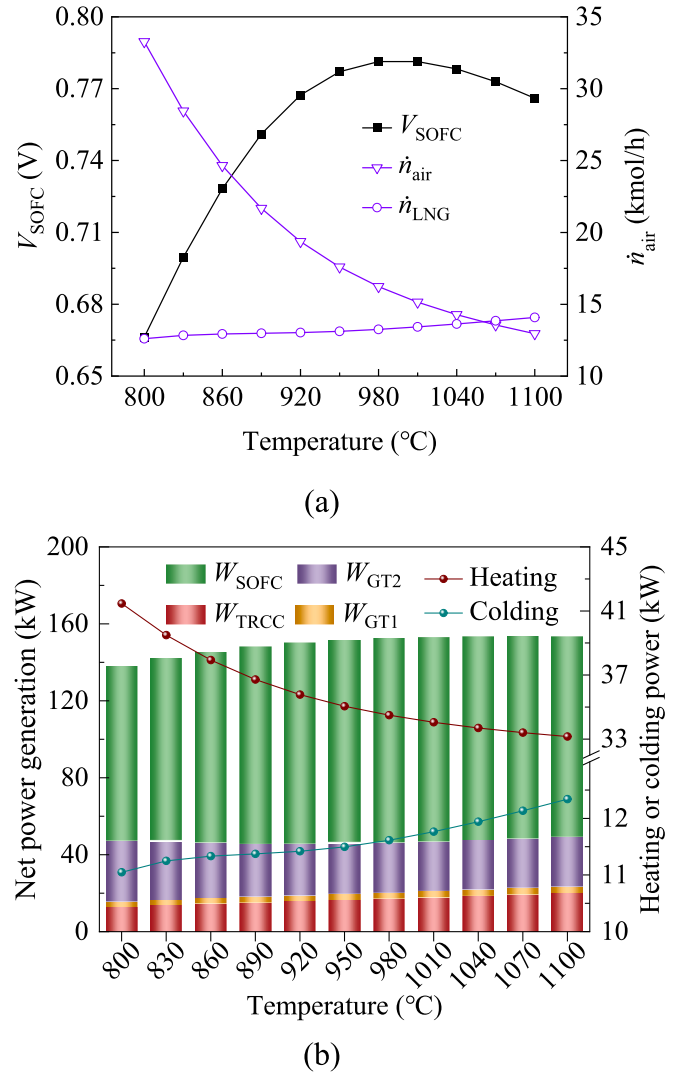 0.80
0.77
0.74
0.71
0.68
0.65
V_SOFC (V)
V_SOFC
ṅ_air
ṅ_LNG
35
30
25
20
15
10
ṅ_air (kmol/h)
800 860 920 980 1040 1100
Temperature (°C)
(a)
200
160
120
80
40
0
Net power generation (kW)
W_SOFC W_GT2 Heating
W_TRCC W_GT1 Colding
45
41
37
33
12
11
10
Heating or colding power (kW)
800 830 860 890 920 950 980 1010 1040 1070 1100
Temperature (°C)
(b)